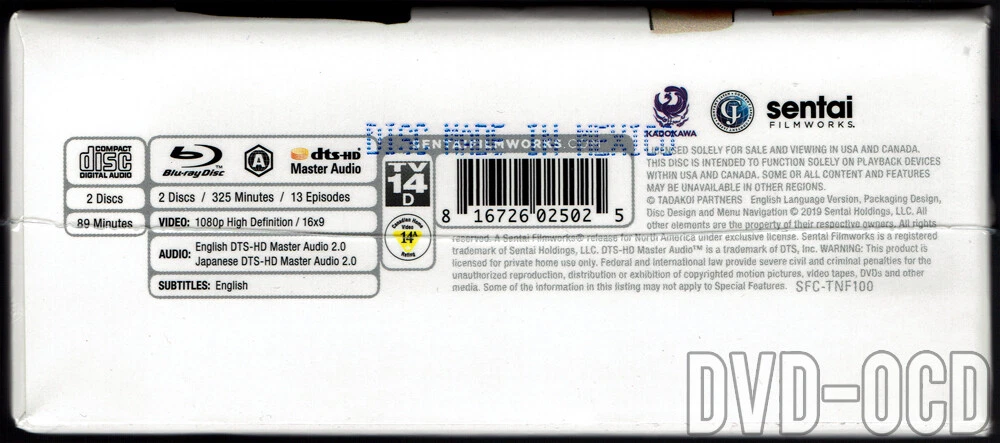 KADOKAWA
GJ
sentai
FILMWORKS.
DISC MADE IN MEXICO
COMPACT
disc
DIGITAL AUDIO
2 Discs
89 Minutes
Blu-ray Disc
A
dts-HD
Master Audio
2 Discs / 325 Minutes / 13 Episodes
VIDEO: 1080p High Definition / 16x9
AUDIO: English DTS-HD Master Audio 2.0
Japanese DTS-HD Master Audio 2.0
SUBTITLES: English
TV
14
D
Canadian Home
Video
14A
Rating
SENTAIFILMWORKS.COM
8 16726 02502 5
SOLELY FOR SALE AND VIEWING IN USA AND CANADA.
THIS DISC IS INTENDED TO FUNCTION SOLELY ON PLAYBACK DEVICES
WITHIN USA AND CANADA. SOME OR ALL CONTENT AND FEATURES
MAY BE UNAVAILABLE IN OTHER REGIONS.
© TADAKOI PARTNERS English Language Version, Packaging Design,
Disc Design and Menu Navigation © 2019 Sentai Holdings, LLC. All
other elements are the property of their respective owners. All rights
reserved. A Sentai Filmworks® release for North America under exclusive license. Sentai Filmworks is a registered
trademark of Sentai Holdings, LLC. DTS-HD Master Audio™ is a trademark of DTS, Inc. WARNING: This product is
licensed for private home use only. Federal and international law provide severe civil and criminal penalties for the
unauthorized reproduction, distribution or exhibition of copyrighted motion pictures, video tapes, DVDs and other
media. Some of the information in this listing may not apply to Special Features. SFC-TNF100
DVD-OCD